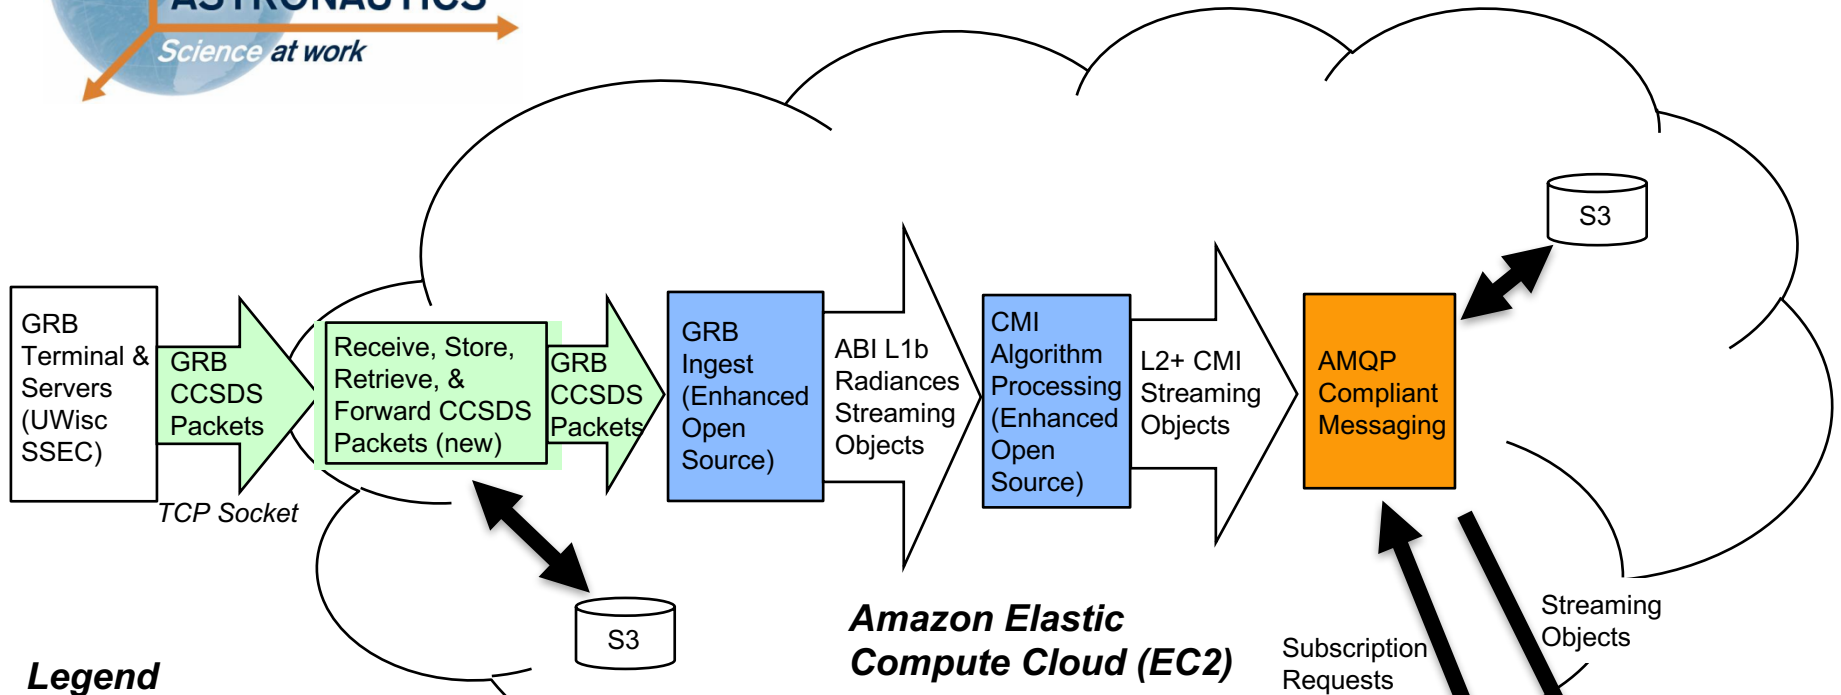 ASTRONAUTICS
Science at work
S3
GRB
Terminal &
Servers
(UWisc
SSEC)
GRB
CCSDS
Packets
TCP Socket
Receive, Store,
Retrieve, &
Forward CCSDS
Packets (new)
GRB
CCSDS
Packets
GRB
Ingest
(Enhanced
Open
Source)
ABI L1b
Radiances
Streaming
Objects
CMI
Algorithm
Processing
(Enhanced
Open
Source)
L2+ CMI
Streaming
Objects
AMQP
Compliant
Messaging
S3
Amazon Elastic
Compute Cloud (EC2)
Subscription
Requests
Streaming
Objects
Legend